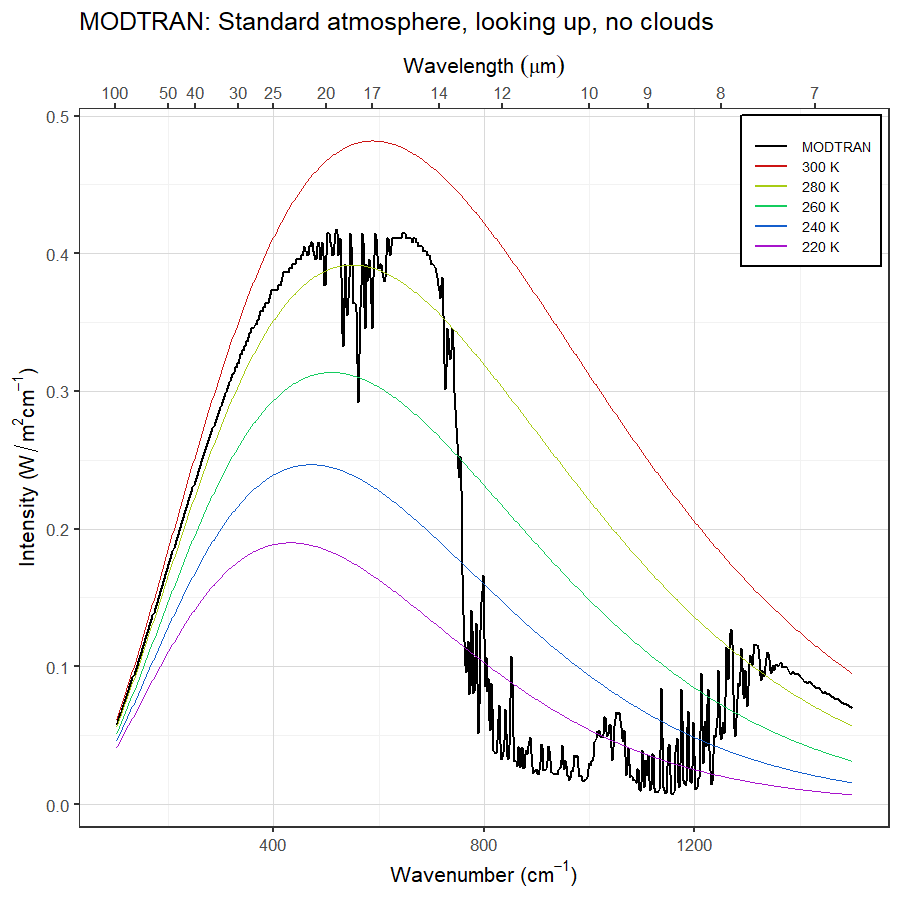 MODTRAN: Standard atmosphere, looking up, no clouds
Wavelength (μm)
100 50 40 30 25 20 17 14 12 10 9 8 7
0.5
0.4
0.3
0.2
0.1
0.0
Intensity (W/m²cm⁻¹)
MODTRAN
300 K
280 K
260 K
240 K
220 K
400 800 1200
Wavenumber (cm⁻¹)